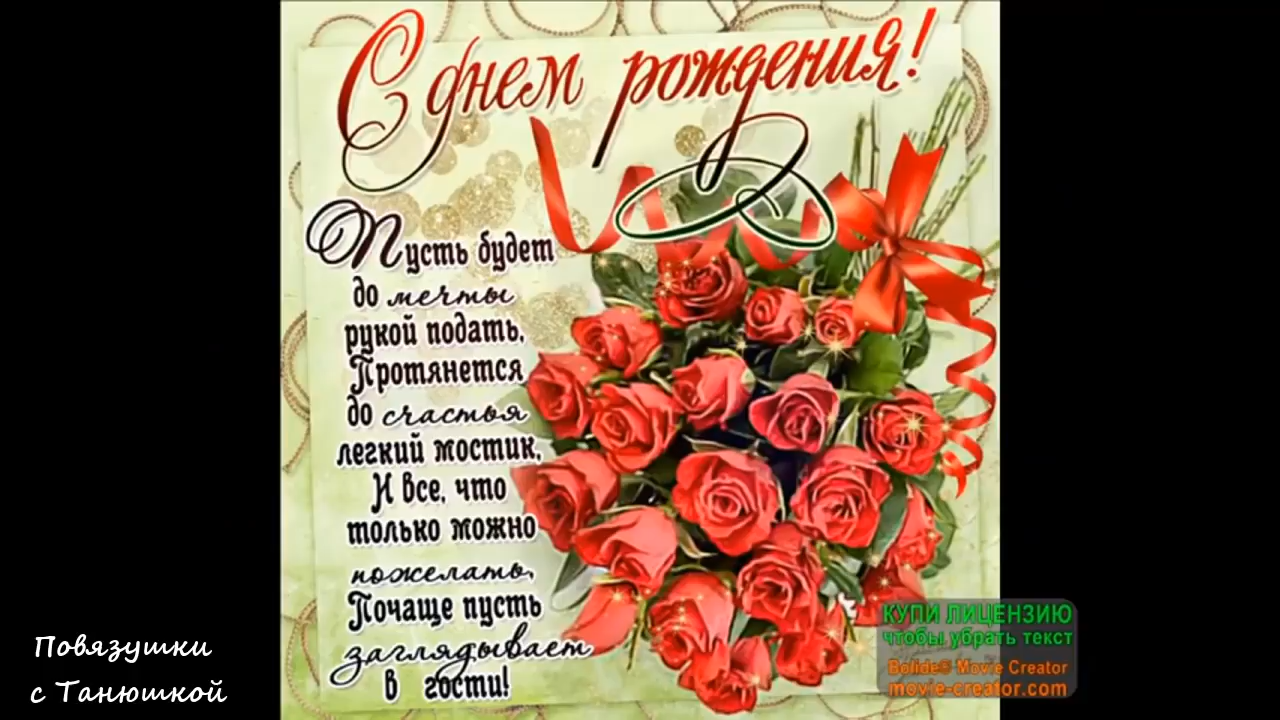 С днем рождения!
Пусть будет
до мечты
рукой подать,
Протянется
до счастья
легкий мостик,
И все, что
только можно
пожелать,
Почаще пусть
заглядывает
в гости!
Повязушки
с Танюшкой
КУПИ ЛИЦЕНЗИЮ
чтобы убрать текст
Bolide® Movie Creator
movie-creator.com